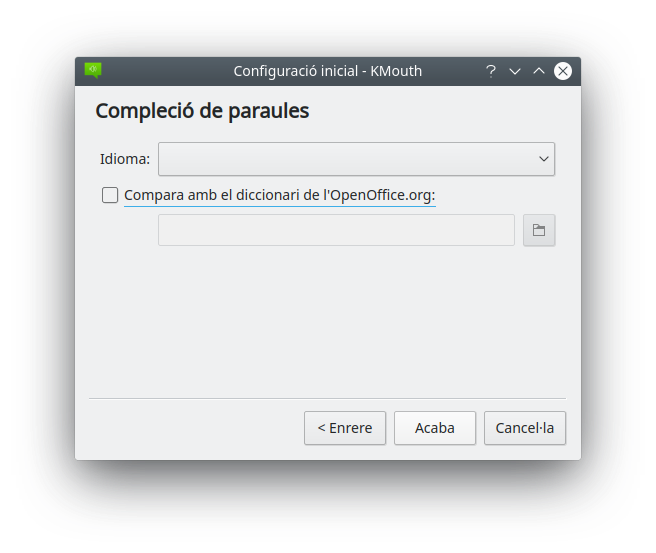 Configuració inicial - KMouth
Compleció de paraules
Idioma:
Compara amb el diccionari de l'OpenOffice.org:
< Enrere
Acaba
Cancel·la